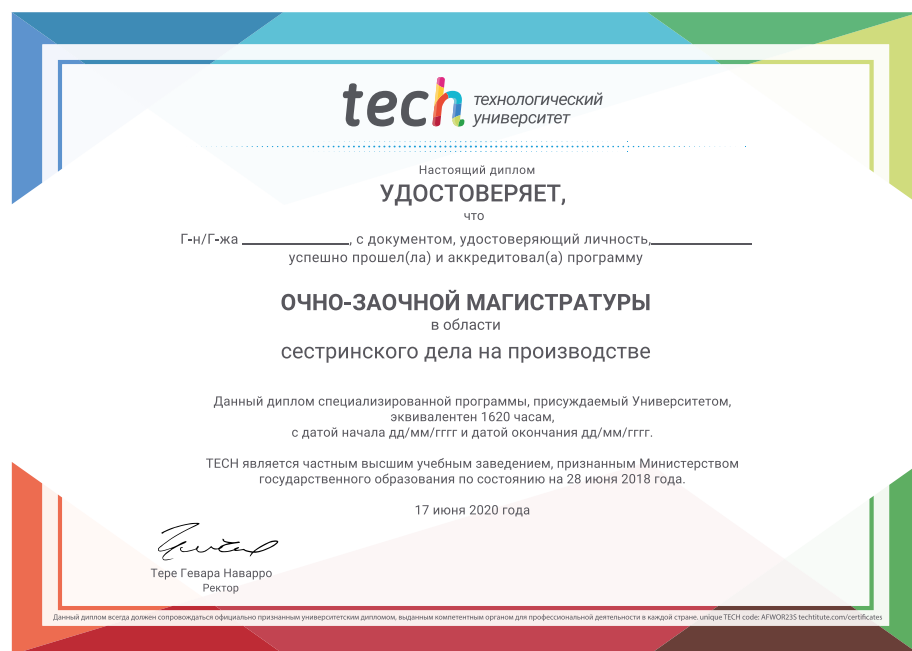 tech технологический
университет
Настоящий диплом
УДОСТОВЕРЯЕТ,
что
Г-н/Г-жа ____________, с документом, удостоверяющий личность,____________
успешно прошел(ла) и аккредитовал(а) программу
ОЧНО-ЗАОЧНОЙ МАГИСТРАТУРЫ
в области
сестринского дела на производстве
Данный диплом специализированной программы, присуждаемый Университетом,
эквивалентен 1620 часам,
с датой начала дд/мм/гггг и датой окончания дд/мм/гггг.
TECH является частным высшим учебным заведением, признанным Министерством
государственного образования по состоянию на 28 июня 2018 года.
17 июня 2020 года
Тере Гевара Наварро
Ректор
Данный диплом всегда должен сопровождаться официально признанным университетским дипломом, выданным компетентным органом для профессиональной деятельности в каждой стране. unique TECH code: AFWOR23S techtitute.com/certificates